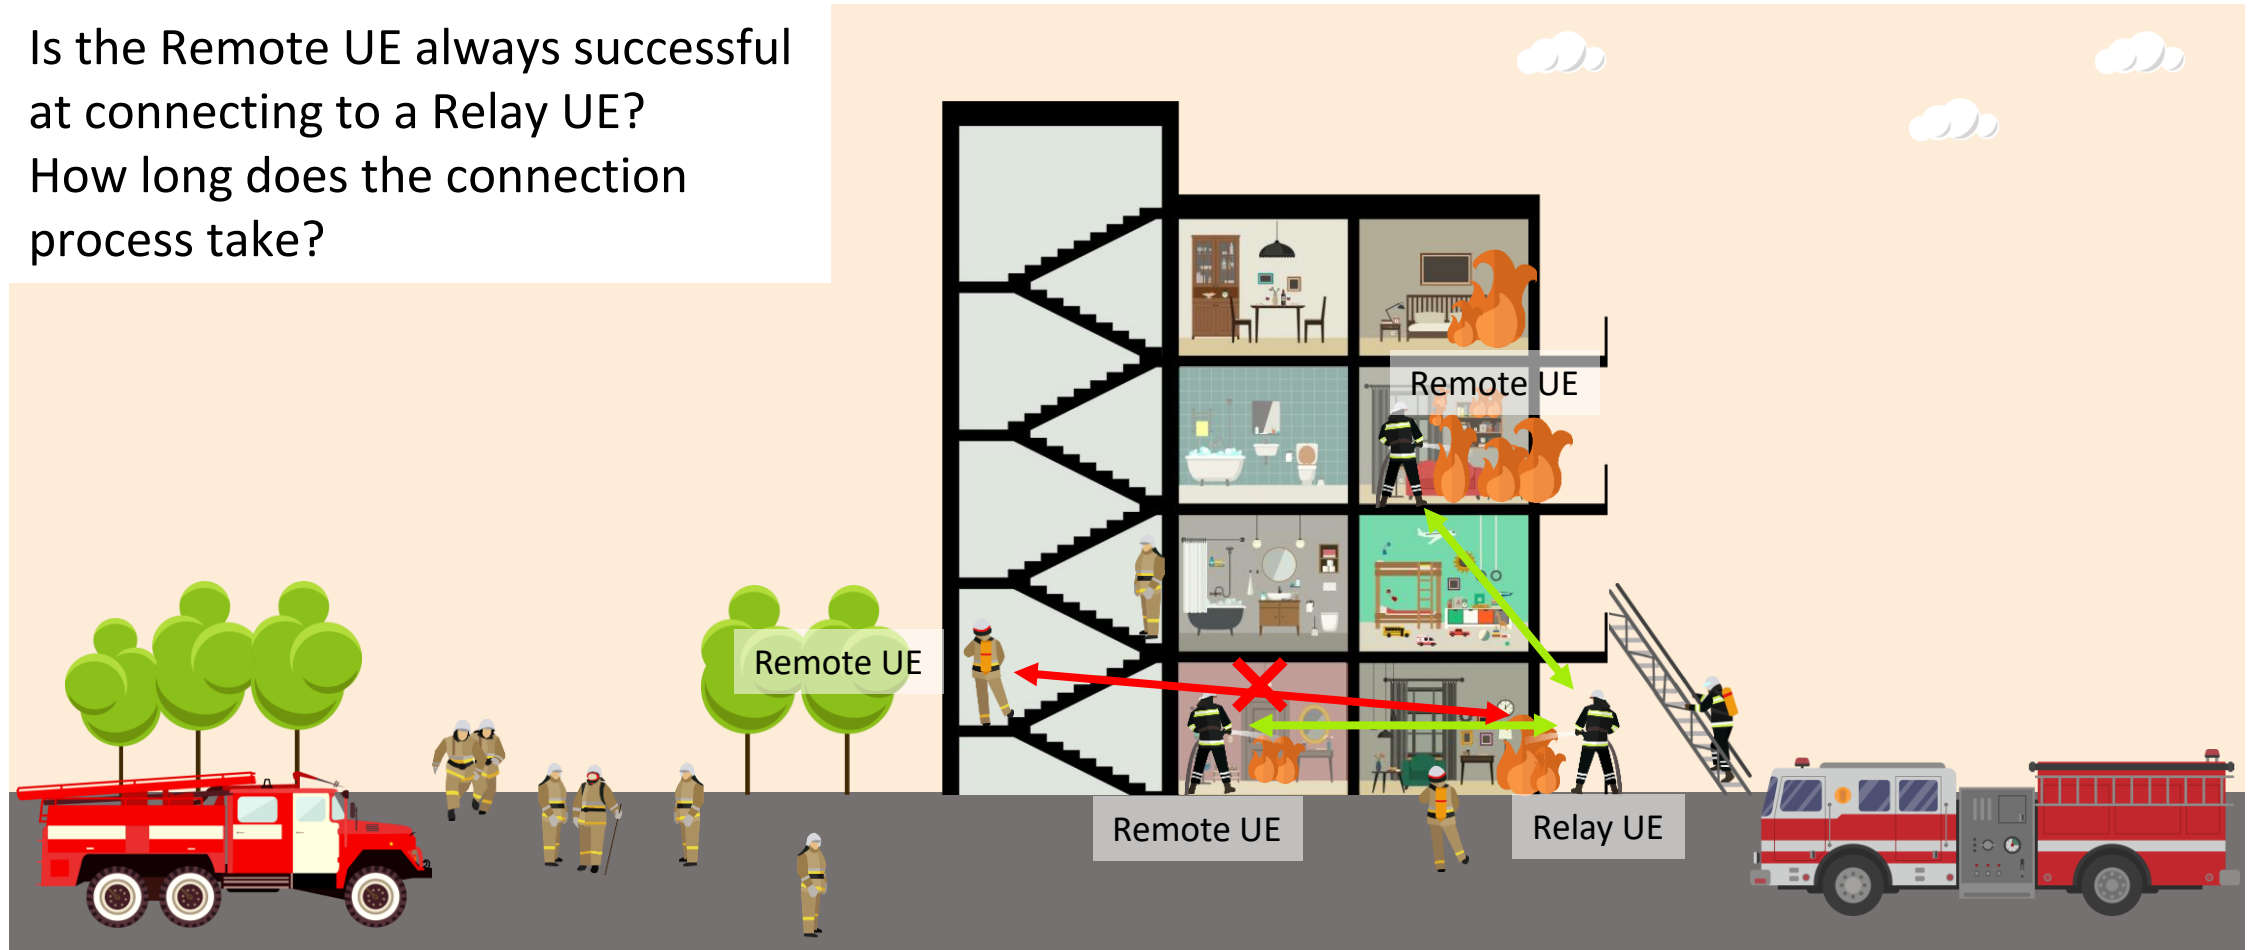 Is the Remote UE always successful
at connecting to a Relay UE?
How long does the connection
process take?
Remote UE
Remote UE
Remote UE
Relay UE